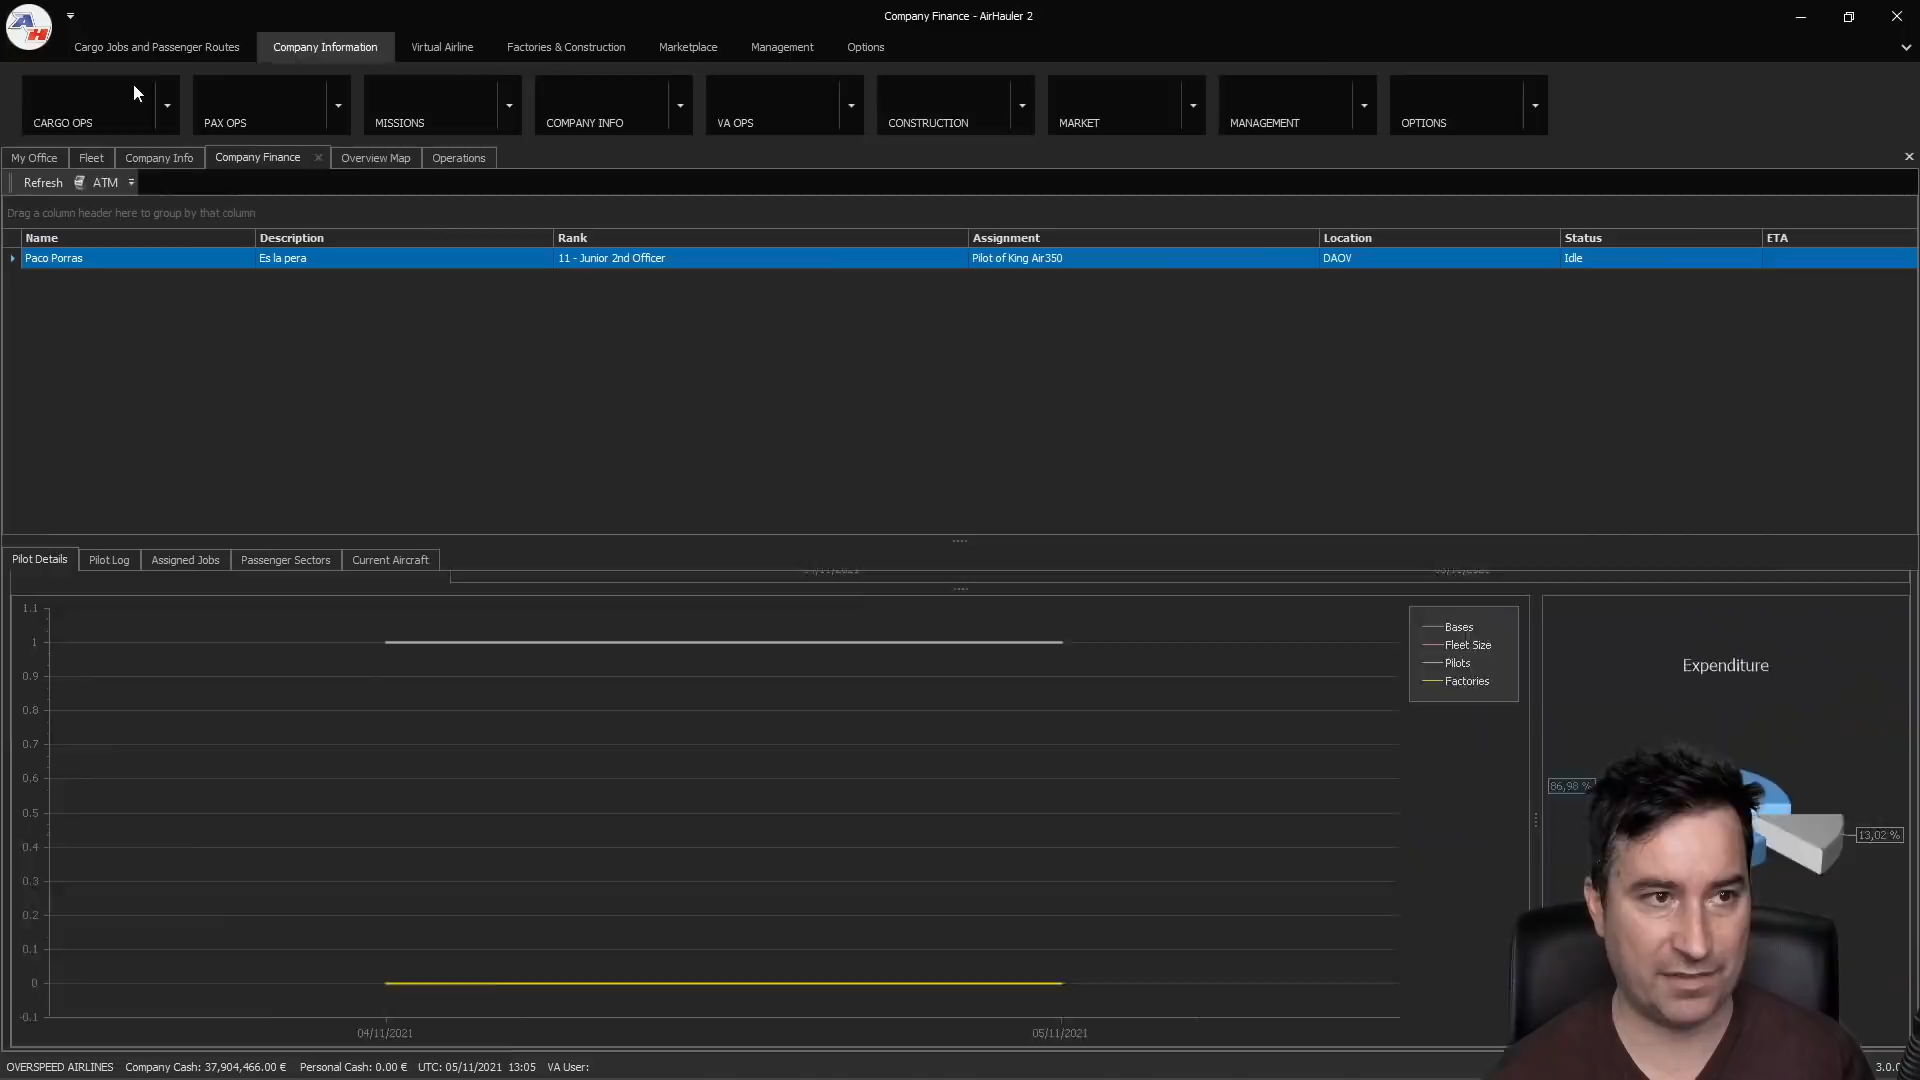 Company Finance - AirHauler 2
Cargo Jobs and Passenger Routes Company Information Virtual Airline Factories & Construction Marketplace Management Options
CARGO OPS PAX OPS MISSIONS COMPANY INFO VA OPS CONSTRUCTION MARKET MANAGEMENT OPTIONS
My Office Fleet Company Info Company Finance Overview Map Operations
Refresh ATM
Drag a column header here to group by that column
Name Description Rank Assignment Location Status ETA
Paco Porras Es la pera 11 - Junior 2nd Officer Pilot of King Air350 DAOV Idle
Pilot Details Pilot Log Assigned Jobs Passenger Sectors Current Aircraft
1.1
1
0.9
0.8
0.7
0.6
0.5
0.4
0.3
0.2
0.1
0
-0.1
04/11/2021 05/11/2021
Bases
Fleet Size
Pilots
Factories
Expenditure
86,98 %
13,02 %
OVERSPEED AIRLINES Company Cash: 37,904,466.00 € Personal Cash: 0.00 € UTC: 05/11/2021 13:05 VA User: